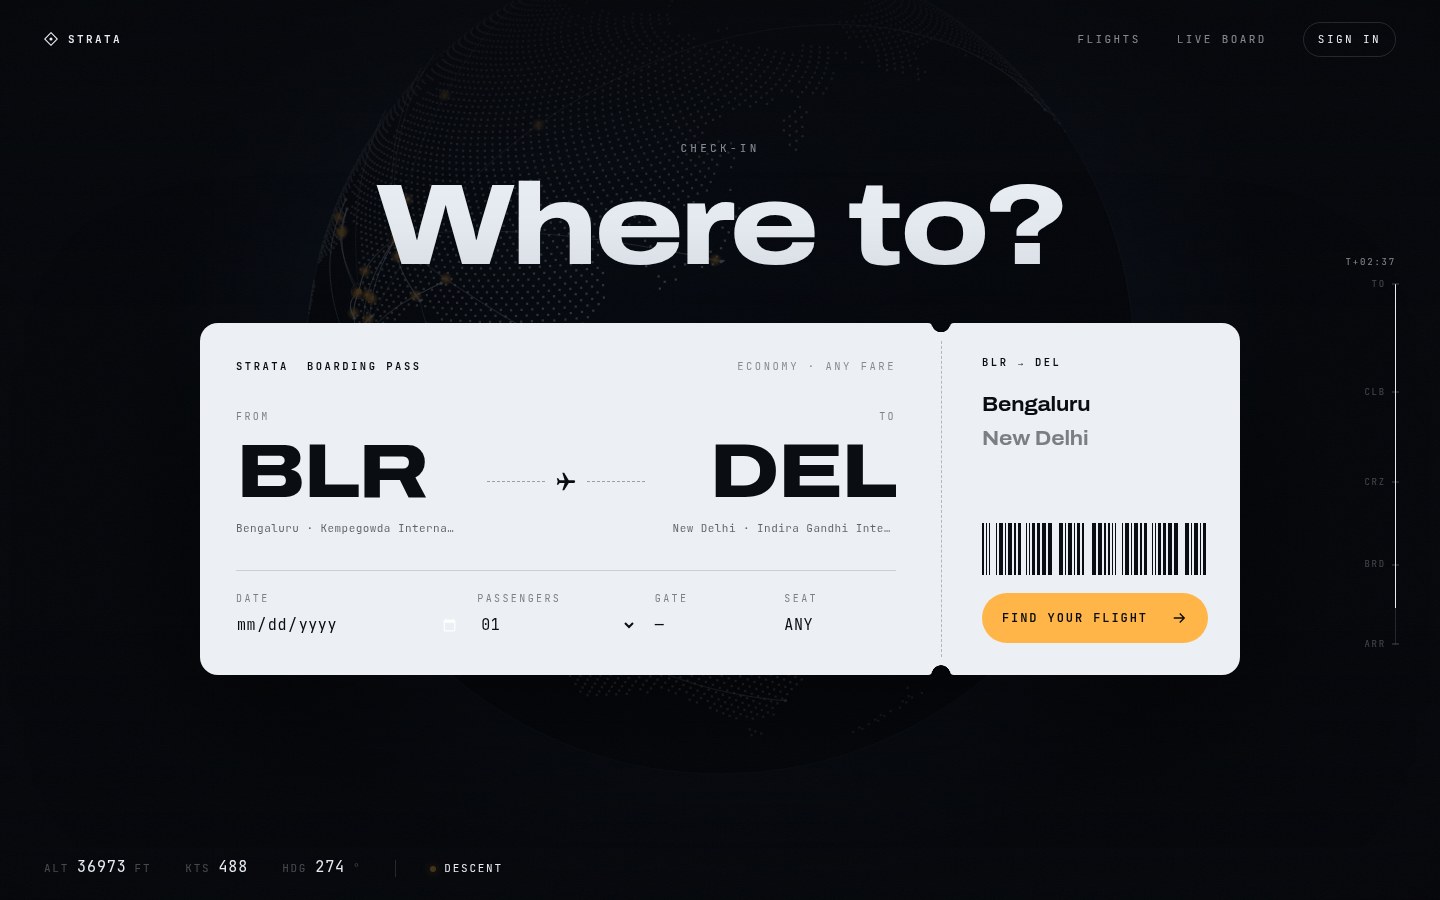 STRATA
FLIGHTS
LIVE BOARD
SIGN IN
CHECK-IN
Where to?
T+02:37
TO
CLB
CRZ
BRD
ARR
STRATA BOARDING PASS
ECONOMY · ANY FARE
FROM
TO
BLR
DEL
Bengaluru · Kempegowda Interna…
New Delhi · Indira Gandhi Inte…
DATE
PASSENGERS
GATE
SEAT
mm/dd/yyyy
01
—
ANY
BLR → DEL
Bengaluru
New Delhi
FIND YOUR FLIGHT →
ALT 36973 FT
KTS 488
HDG 274 °
DESCENT